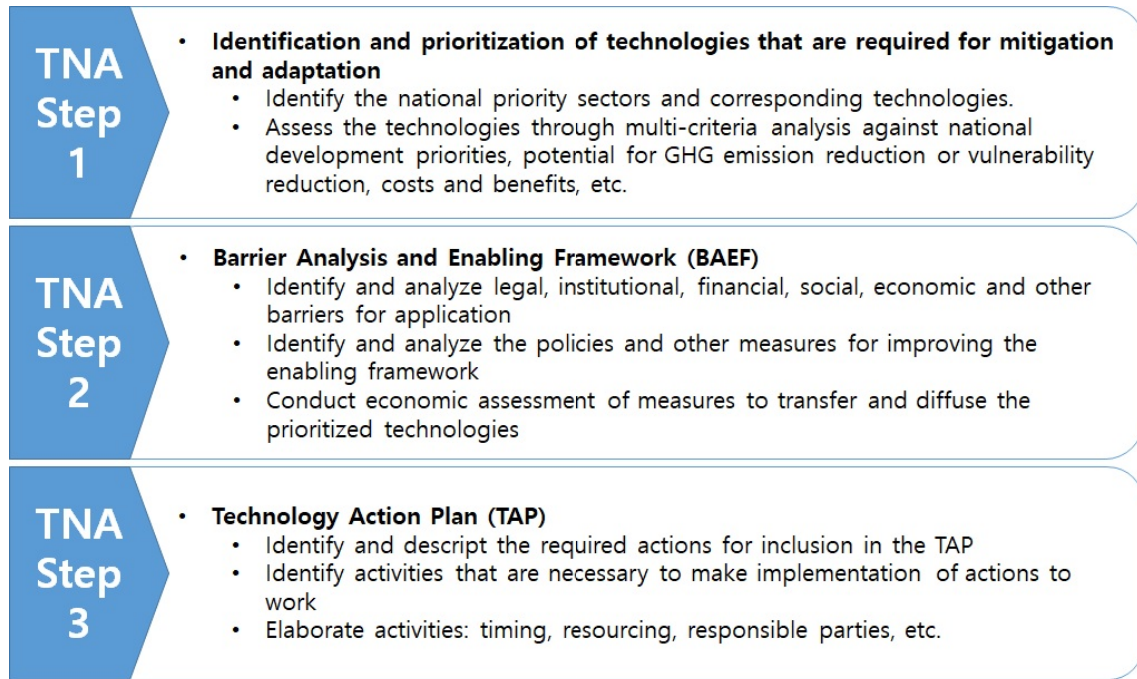 TNA
Step
1
• Identification and prioritization of technologies that are required for mitigation
and adaptation
• Identify the national priority sectors and corresponding technologies.
• Assess the technologies through multi-criteria analysis against national
development priorities, potential for GHG emission reduction or vulnerability
reduction, costs and benefits, etc.
TNA
Step
2
• Barrier Analysis and Enabling Framework (BAEF)
• Identify and analyze legal, institutional, financial, social, economic and other
barriers for application
• Identify and analyze the policies and other measures for improving the
enabling framework
• Conduct economic assessment of measures to transfer and diffuse the
prioritized technologies
TNA
Step
3
• Technology Action Plan (TAP)
• Identify and descript the required actions for inclusion in the TAP
• Identify activities that are necessary to make implementation of actions to
work
• Elaborate activities: timing, resourcing, responsible parties, etc.